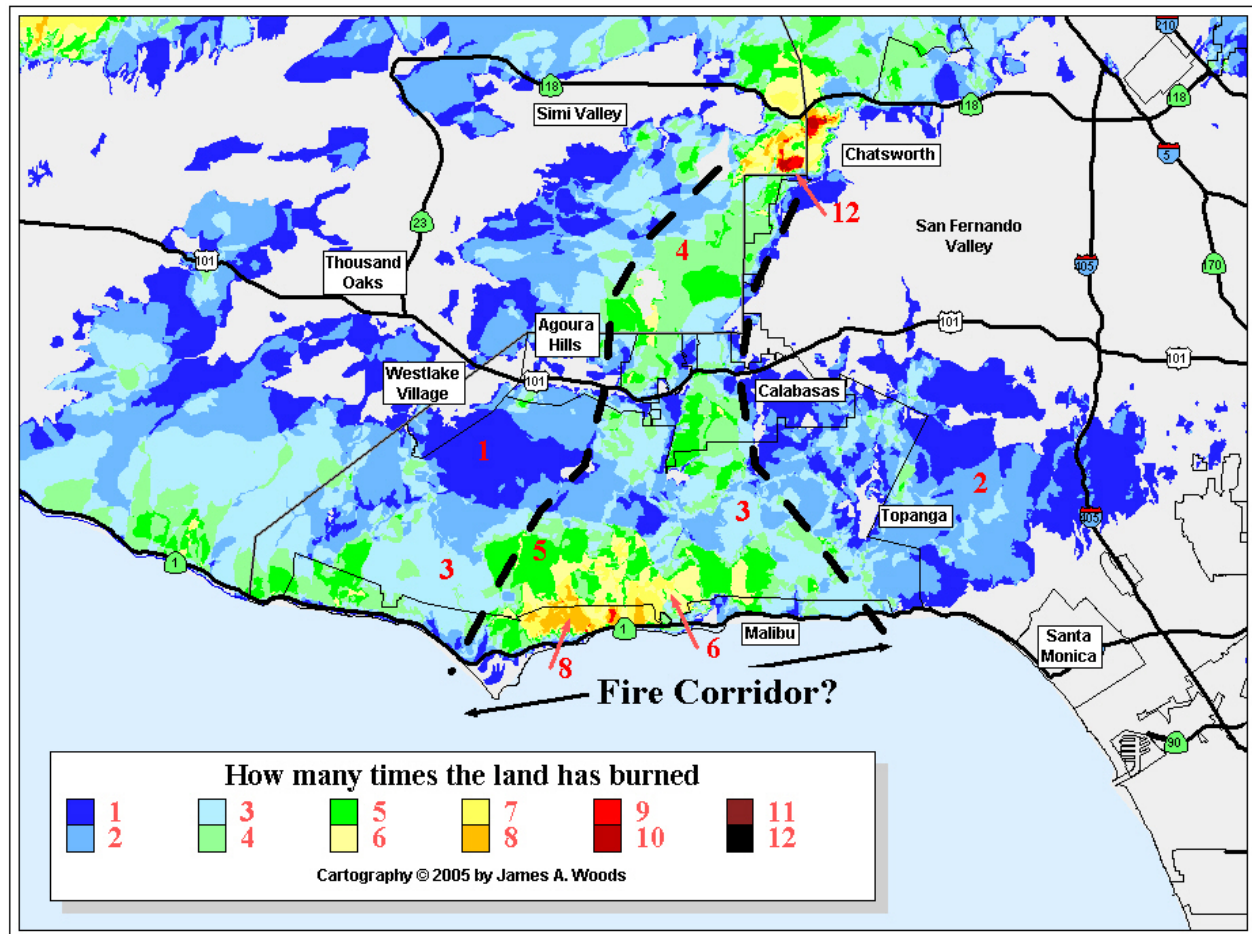 210
118
118
118
Simi Valley
Chatsworth
5
12
23
San Fernando
Valley
101
Thousand
Oaks
4
405
170
101
Agoura
Hills
101
Westlake
Village
101
Calabasas
1
2
3
Topanga
405
5
3
1
1
Malibu
6
8
Santa
Monica
Fire Corridor?
90
How many times the land has burned
1 3 5 7 9 11
2 4 6 8 10 12
Cartography © 2005 by James A. Woods